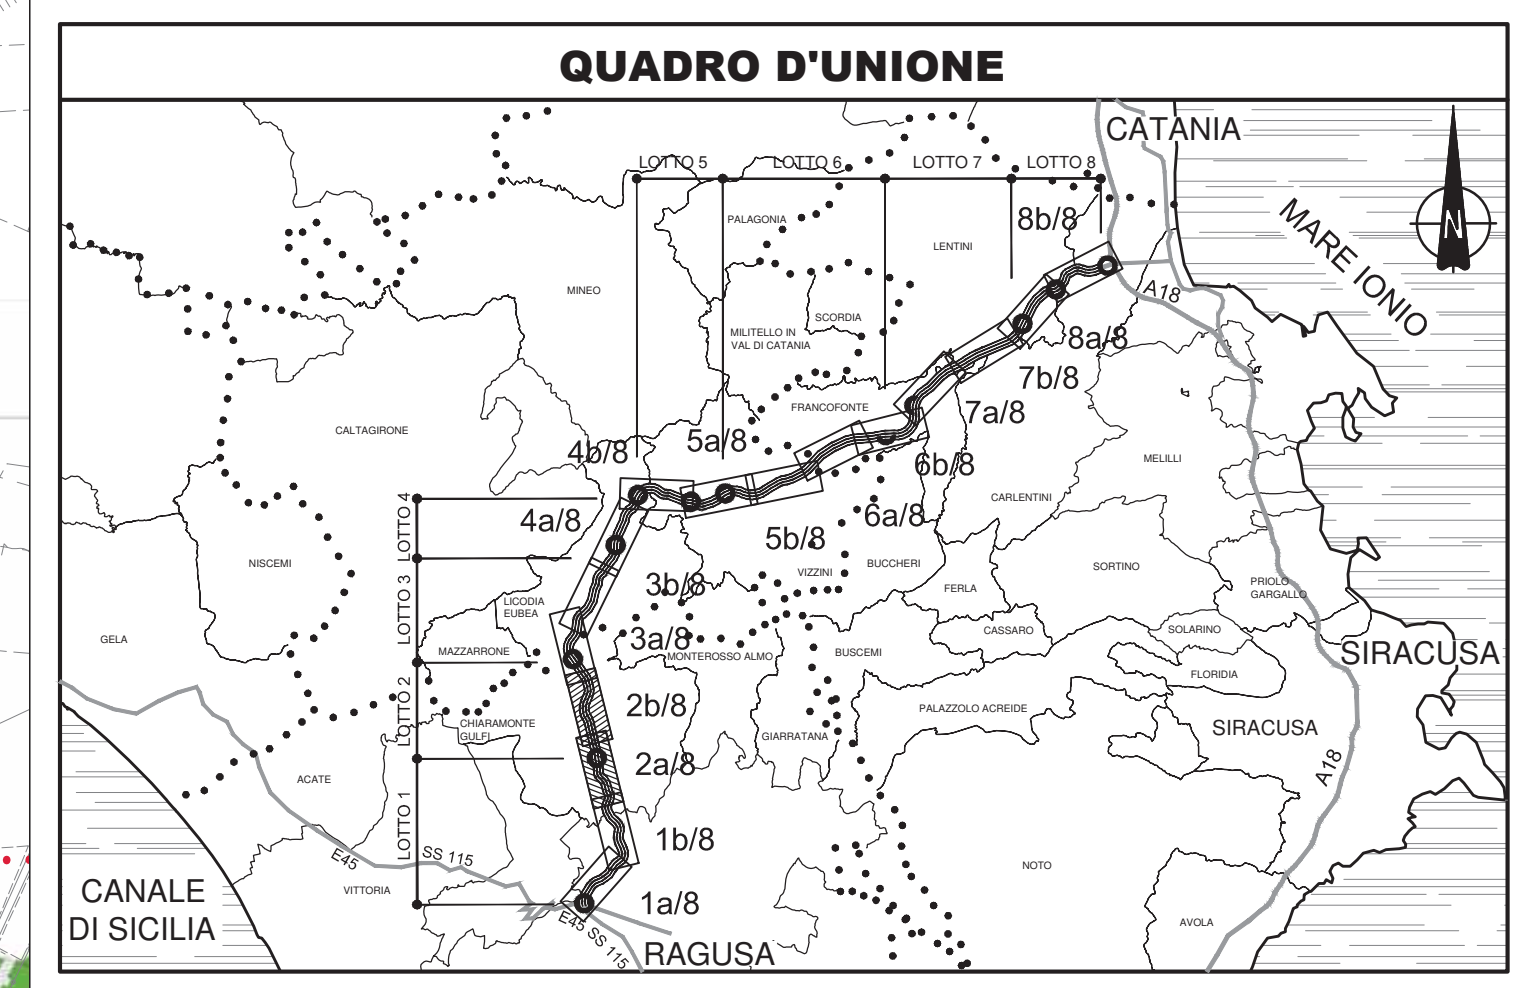 QUADRO D'UNIONE
CATANIA
LOTTO 5
LOTTO 6
LOTTO 7
LOTTO 8
PALAGONIA
8b/8
MARE IONIO
N
LENTINI
MINEO
A18
SCORDIA
MILITELLO IN
VAL DI CATANIA
8a/8
7b/8
FRANCOFONTE
7a/8
CALTAGIRONE
4b/8
5a/8
6b/8
MELILLI
CARLENTINI
LOTTO 4
4a/8
6a/8
5b/8
NISCEMI
VIZZINI
BUCCHERI
SORTINO
FERLA
PRIOLO
GARGALLO
3b/8
LOTTO 3
LICODIA
EUBEA
GELA
CASSARO
SOLARINO
3a/8
MAZZARRONE
MONTEROSSO ALMO
BUSCEMI
SIRACUSA
FLORIDIA
LOTTO 2
2b/8
PALAZZOLO ACREIDE
CHIARAMONTE
GULFI
GIARRATANA
SIRACUSA
2a/8
ACATE
A18
LOTTO 1
1b/8
E45
SS 115
NOTO
CANALE
DI SICILIA
VITTORIA
1a/8
E45 SS 115
RAGUSA
AVOLA